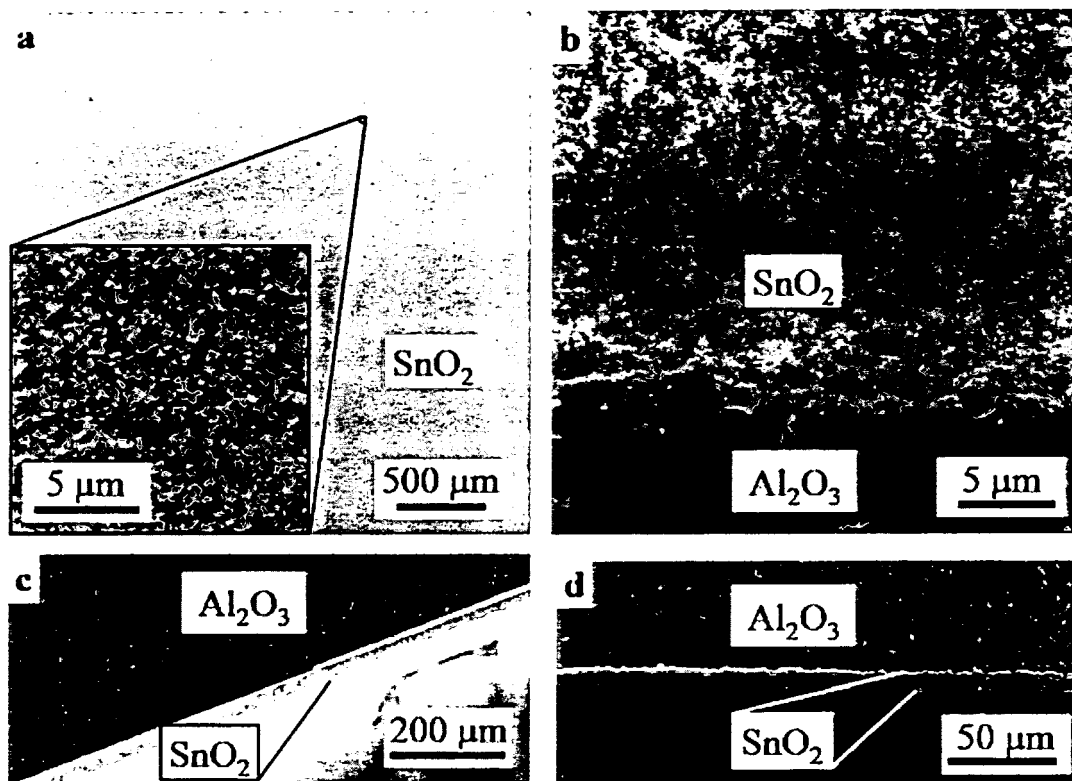 a
SnO₂
5 µm
500 µm
b
SnO₂
Al₂O₃
5 µm
c
Al₂O₃
SnO₂
200 µm
d
Al₂O₃
SnO₂
50 µm